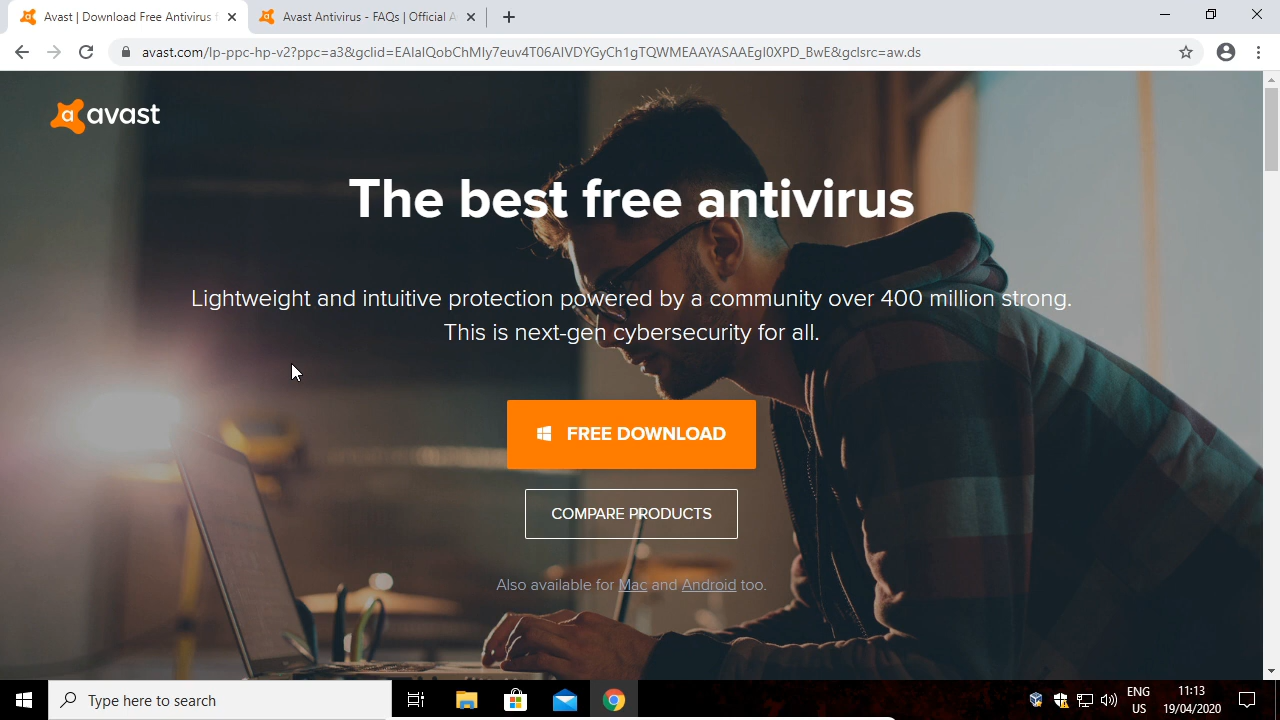 Avast | Download Free Antivirus f
Avast Antivirus - FAQs | Official A
avast.com/lp-ppc-hp-v2?ppc=a3&gclid=EAIaIQobChMIy7euv4T06AIVDYGyCh1gTQWMEAAYASAAEgI0XPD_BwE&gclsrc=aw.ds
avast
The best free antivirus
Lightweight and intuitive protection powered by a community over 400 million strong.
This is next-gen cybersecurity for all.
FREE DOWNLOAD
COMPARE PRODUCTS
Also available for Mac and Android too.
Type here to search
ENG
US
11:13
19/04/2020